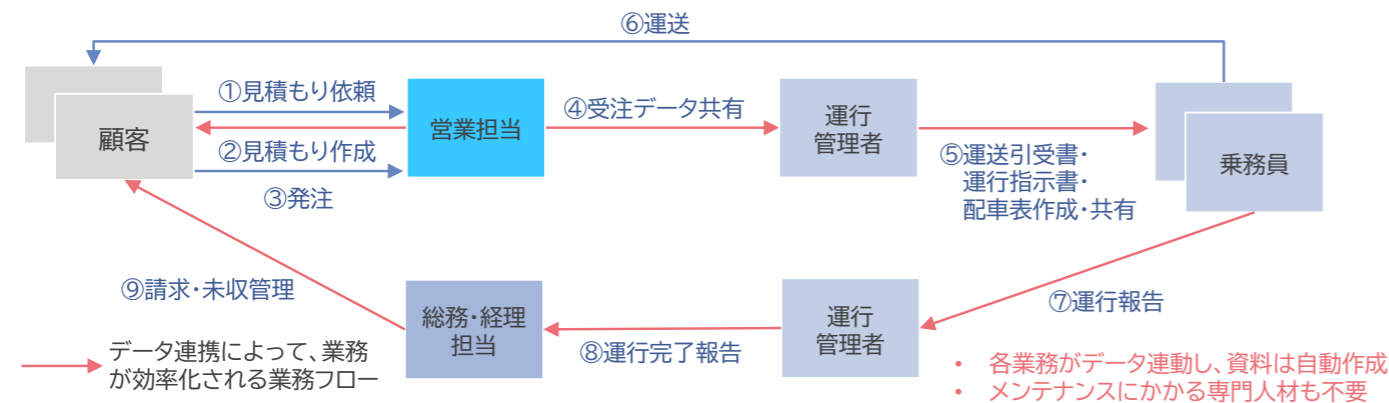 ⑥運送
①見積もり依頼
顧客
②見積もり作成
③発注
営業担当
④受注データ共有
運行
管理者
⑤運送引受書・
運行指示書・
配車表作成・共有
乗務員
⑨請求・未収管理
総務・経理
担当
⑧運行完了報告
運行
管理者
⑦運行報告
データ連携によって、業務
が効率化される業務フロー
• 各業務がデータ連動し、資料は自動作成
• メンテナンスにかかる専門人材も不要